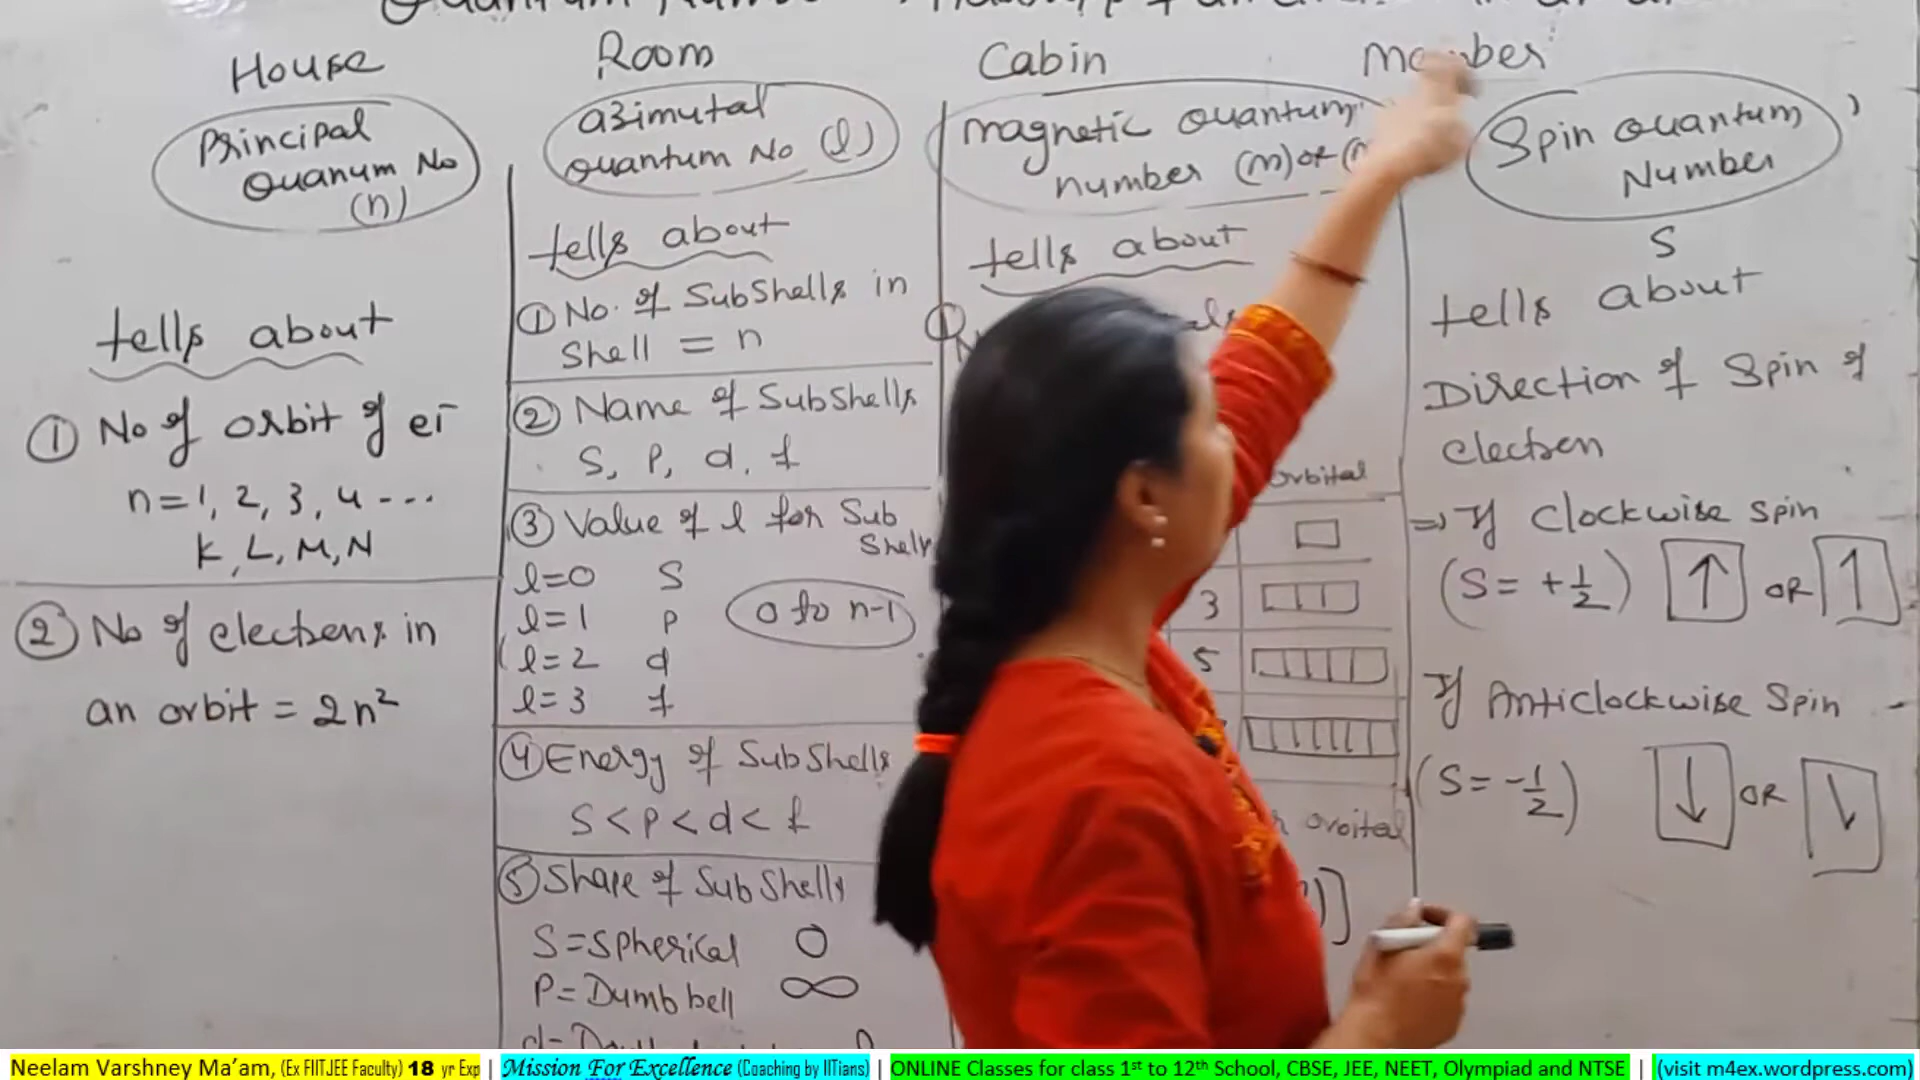 House
Room
Cabin
Principal
Quanum No
(n)
tells about
① No of orbit of e-
n=1, 2, 3, 4 ---
K, L, M, N
② No of electrons in
an orbit = 2n²
azimutal
Quantum No (l)
tells about
① No. of SubShells in
Shell = n
② Name of SubShells
S, P, d, f
③ Value of l for Sub
Shells
l=0 S
l=1 P
l=2 d
l=3 f
0 to n-1
④ Energy of SubShells
S < P < d < f
⑤ Shape of SubShells
S=Spherical
P=Dumbbell
magnetic Quantum
number (m) or
tells about
①
orbital
3
5
orbital
Spin Quantum
Number
S
tells about
Direction of Spin of
electron
⇒ If Clockwise Spin
(S= +1/2) ↑ OR ↿
If Anticlockwise Spin
(S= -1/2) ↓ OR ⇃
Neelam Varshney Ma'am, (Ex FIITJEE Faculty) 18 yr Exp | Mission For Excellence (Coaching by IITians) | ONLINE Classes for class 1st to 12th School, CBSE, JEE, NEET, Olympiad and NTSE | (visit m4ex.wordpress.com)